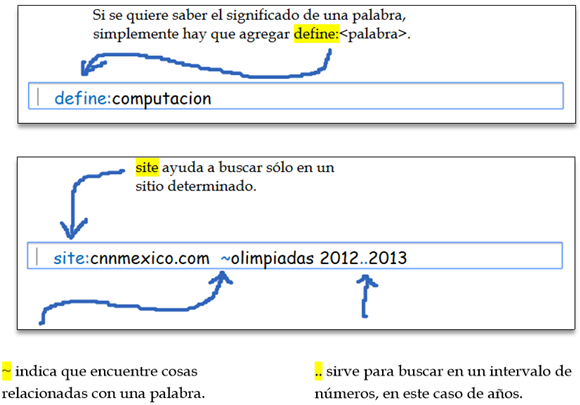 Si se quiere saber el significado de una palabra,
simplemente hay que agregar define:<palabra>.
define:computacion
site ayuda a buscar sólo en un
sitio determinado.
site:cnnmexico.com ~olimpiadas 2012..2013
~ indica que encuentre cosas
relacionadas con una palabra.
.. sirve para buscar en un intervalo de
números, en este caso de años.